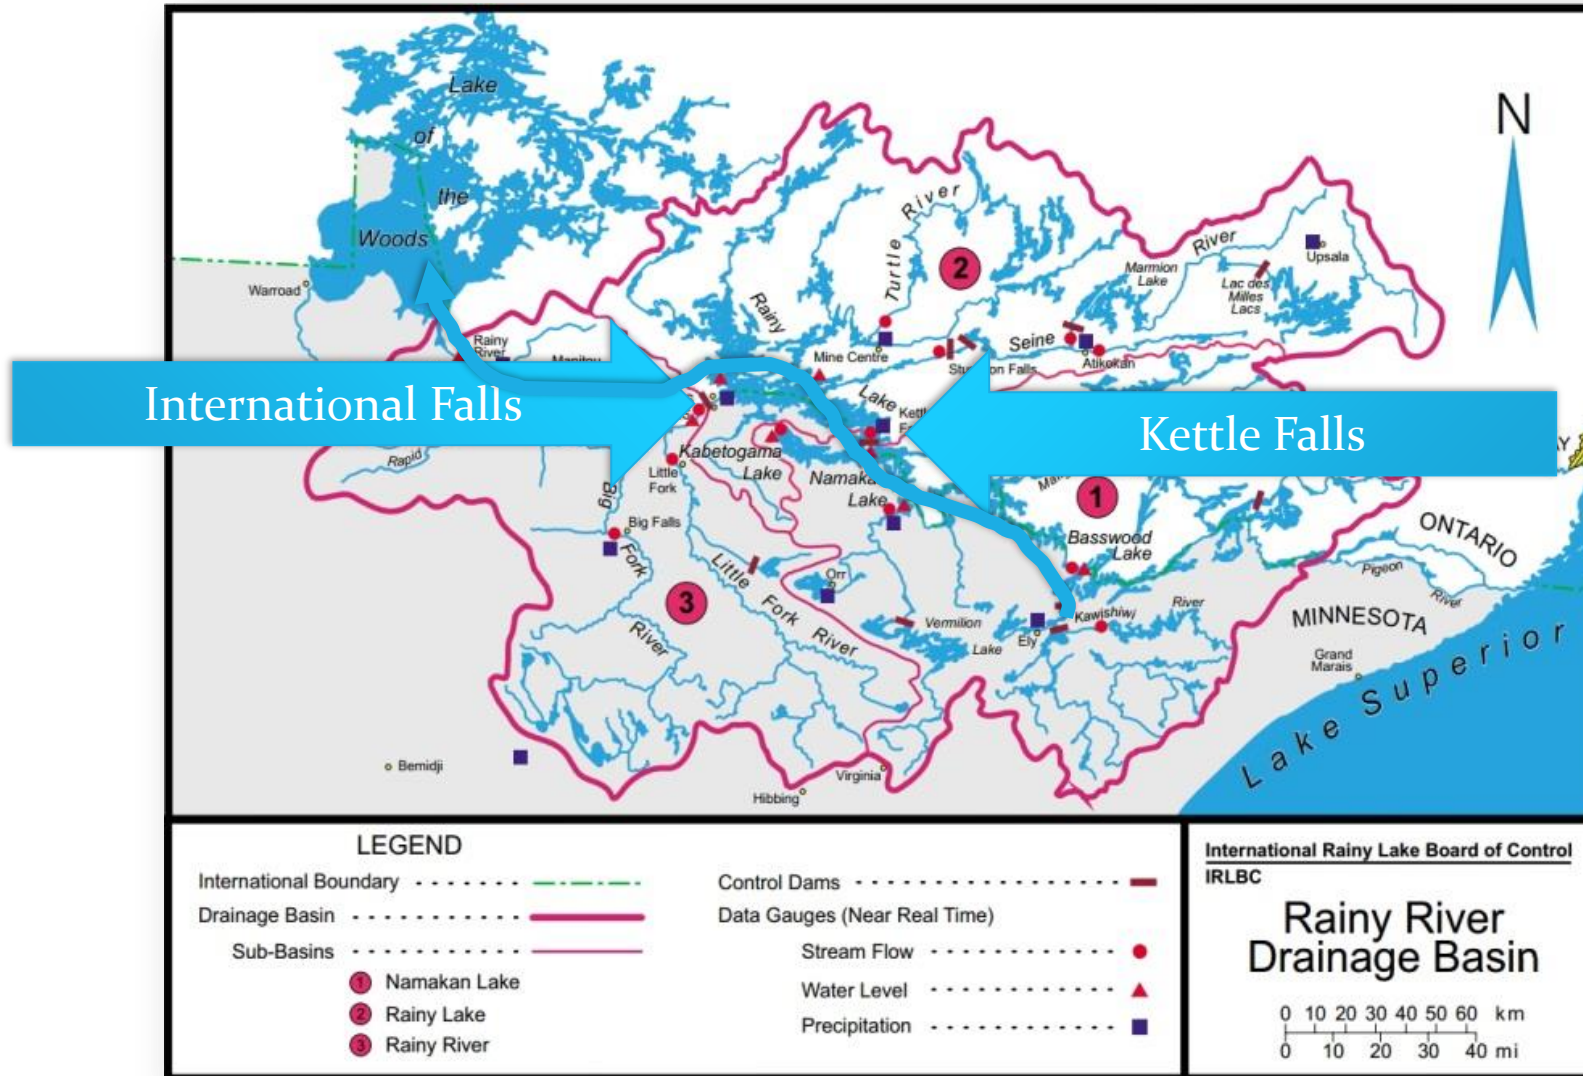 Lake
of
the
Woods
N
Warroad
Rainy
River
Turtle River
2
River
Upsala
Marmion
Lake
Lac des
Milles
Lacs
Rainy
Lake
Mine Centre
Seine
Atikokan
International Falls
Kettle Falls
Rapid
Little
Fork
Kabetogama
Lake
Lake
1
Big Falls
Big Fork River
Basswood
Lake
ONTARIO
Pigeon
River
3
Little Fork River
Orr
Vermilion
Lake
Ely
Kawishiwi
River
MINNESOTA
Grand
Marais
Lake Superior
Bemidji
Virginia
Hibbing
LEGEND
International Boundary
Drainage Basin
Sub-Basins
1 Namakan Lake
2 Rainy Lake
3 Rainy River
Control Dams
Data Gauges (Near Real Time)
Stream Flow
Water Level
Precipitation
International Rainy Lake Board of Control
IRLBC
Rainy River
Drainage Basin
0 10 20 30 40 50 60 km
0 10 20 30 40 mi